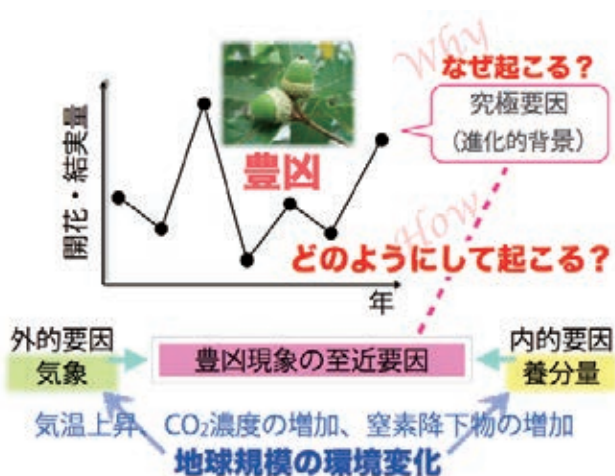 Why
なぜ起こる？
究極要因
（進化的背景）
開花・結実量
豊凶
How
どのようにして起こる？
年
外的要因
気象
豊凶現象の至近要因
内的要因
養分量
気温上昇、CO₂濃度の増加、窒素降下物の増加
地球規模の環境変化